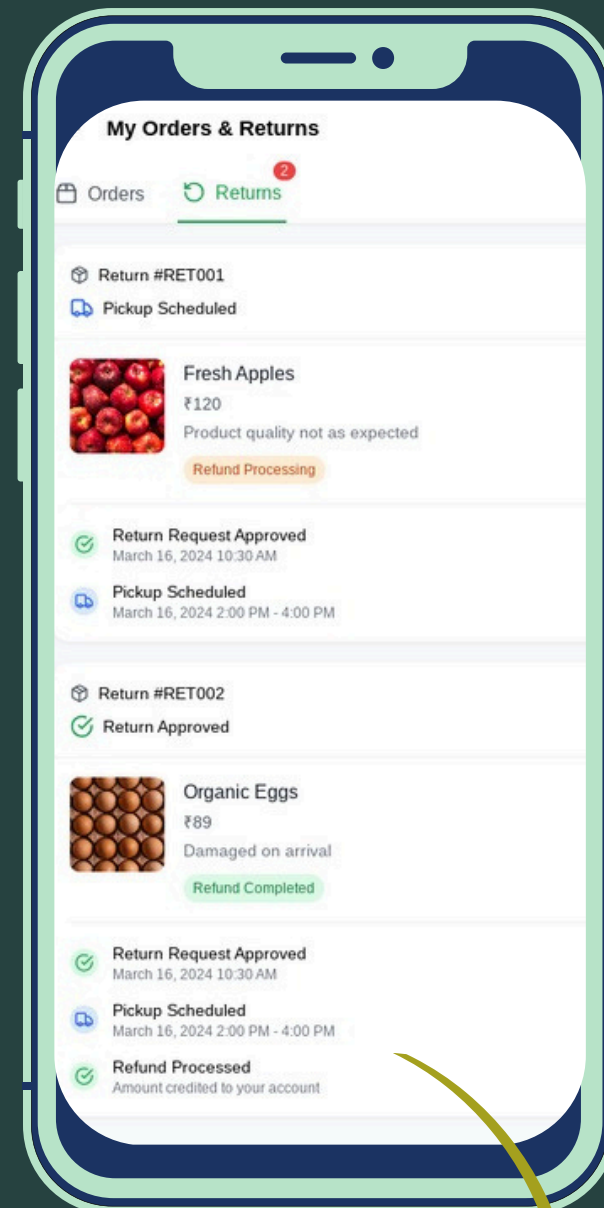 My Orders & Returns
Orders
Returns
2
Return #RET001
Pickup Scheduled
Fresh Apples
₹120
Product quality not as expected
Refund Processing
Return Request Approved
March 16, 2024 10:30 AM
Pickup Scheduled
March 16, 2024 2:00 PM - 4:00 PM
Return #RET002
Return Approved
Organic Eggs
₹89
Damaged on arrival
Refund Completed
Return Request Approved
March 16, 2024 10:30 AM
Pickup Scheduled
March 16, 2024 2:00 PM - 4:00 PM
Refund Processed
Amount credited to your account